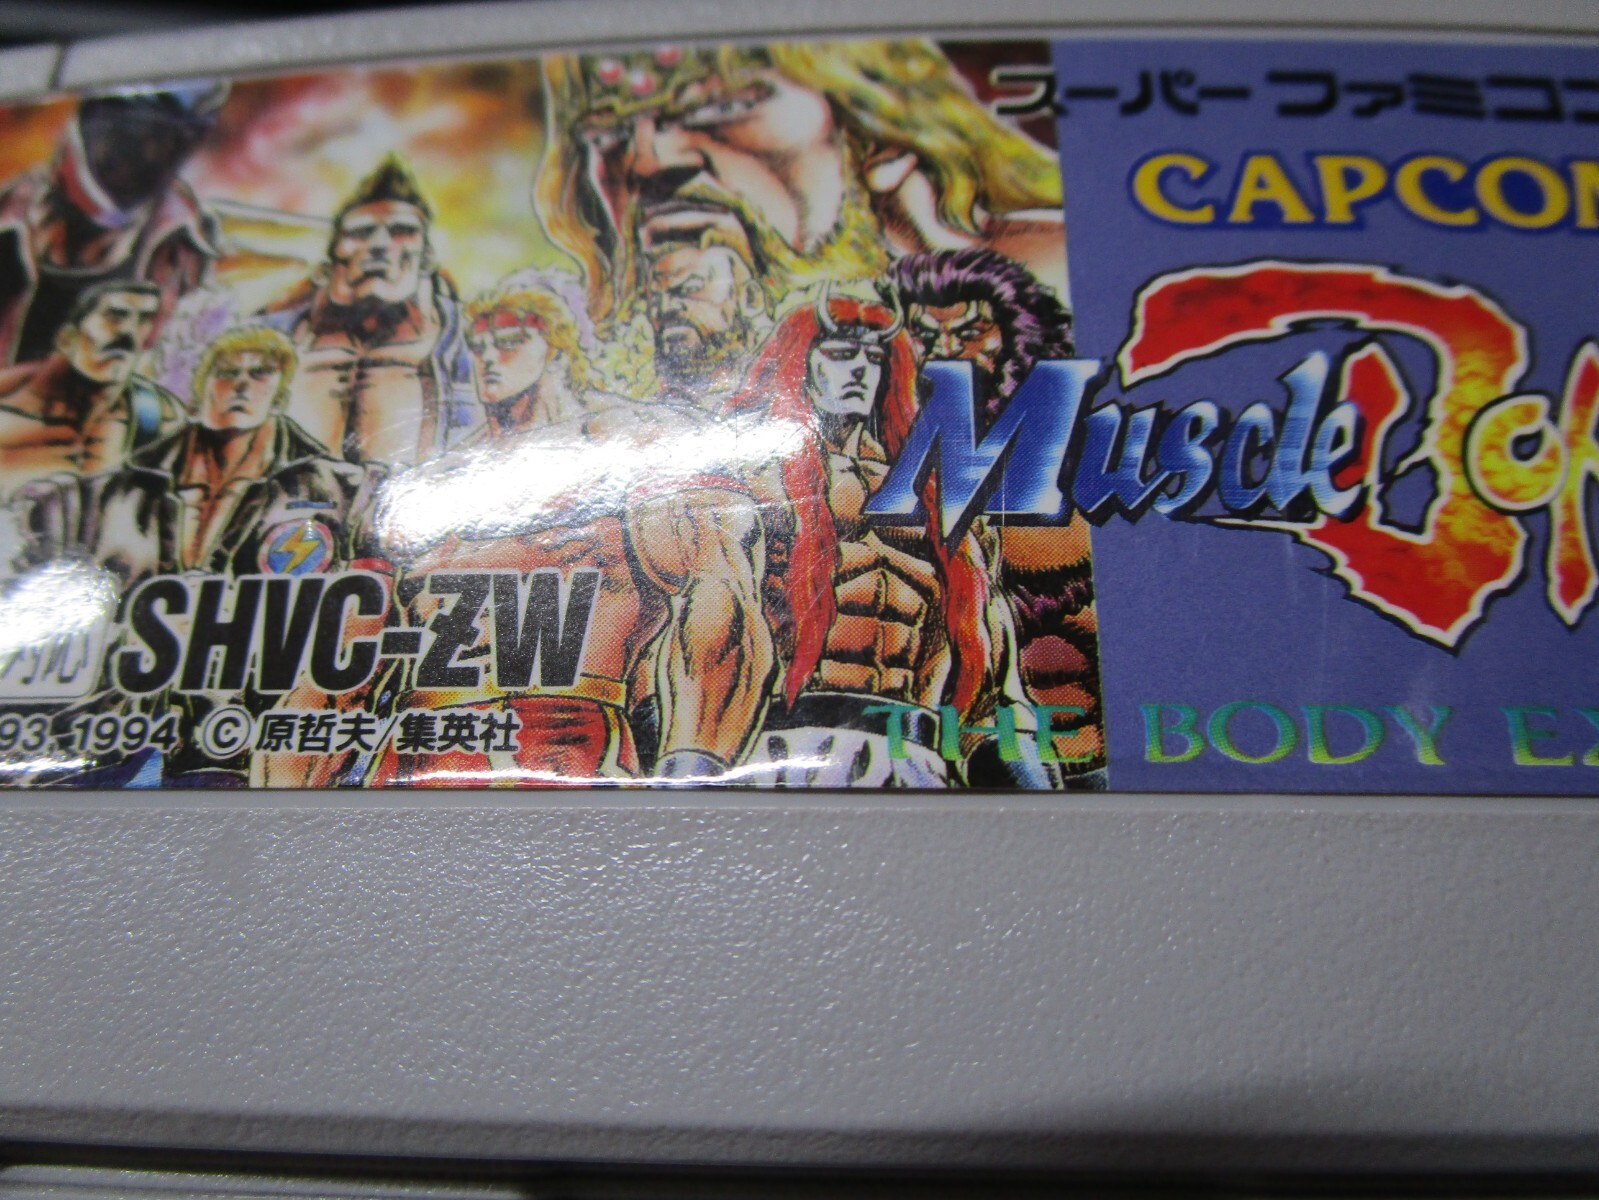 スーパーファミコン
CAPCOM
Muscle
SHVC-ZW
93, 1994 © 原哲夫/集英社
THE BODY EX